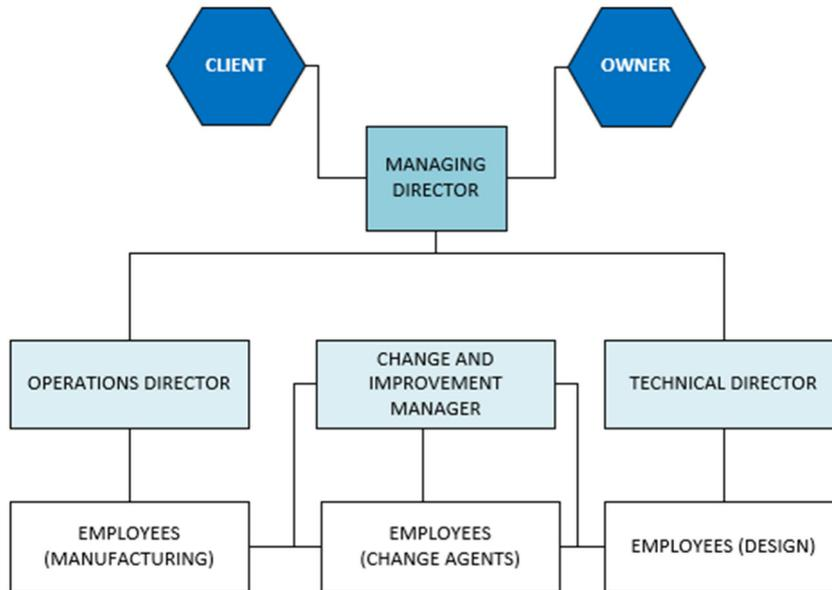 CLIENT
OWNER
MANAGING
DIRECTOR
OPERATIONS DIRECTOR
CHANGE AND
IMPROVEMENT
MANAGER
TECHNICAL DIRECTOR
EMPLOYEES
(MANUFACTURING)
EMPLOYEES
(CHANGE AGENTS)
EMPLOYEES (DESIGN)